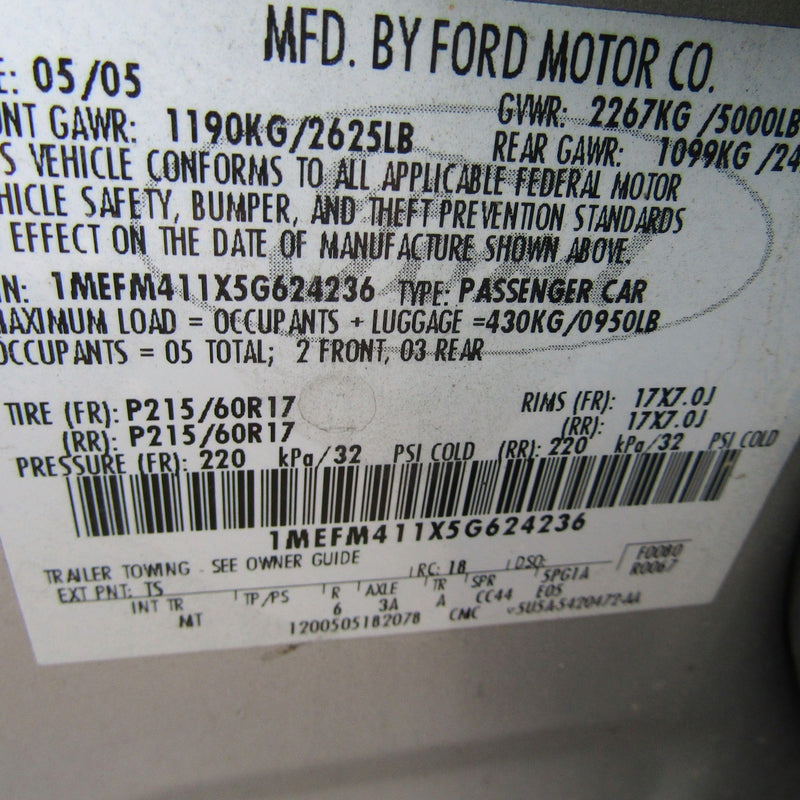 MFD. BY FORD MOTOR CO.
E: 05/05 GVWR: 2267KG /5000LB
NT GAWR: 1190KG/2625LB REAR GAWR: 1099KG /24
S VEHICLE CONFORMS TO ALL APPLICABLE FEDERAL MOTOR
HICLE SAFETY, BUMPER, AND THEFT PREVENTION STANDARDS
EFFECT ON THE DATE OF MANUFACTURE SHOWN ABOVE.
N: 1MEFM411X5G624236 TYPE: PASSENGER CAR
MAXIMUM LOAD = OCCUPANTS + LUGGAGE =430KG/0950LB
OCCUPANTS = 05 TOTAL; 2 FRONT, 03 REAR
TIRE (FR): P215/60R17 RIMS (FR): 17X7.0J
(RR): P215/60R17 (RR): 17X7.0J
PRESSURE (FR): 220 kPa/32 PSI COLD (RR): 220 kPa/32 PSI COLD
1MEFM411X5G624236
TRAILER TOWING - SEE OWNER GUIDE
EXT PNT: TS RC: 18 DSO: F0080
R0067
INT TR TP/PS R AXLE TR SPR SPG1A
MT 6 3A A CC44 E05
1200505182078 CMC